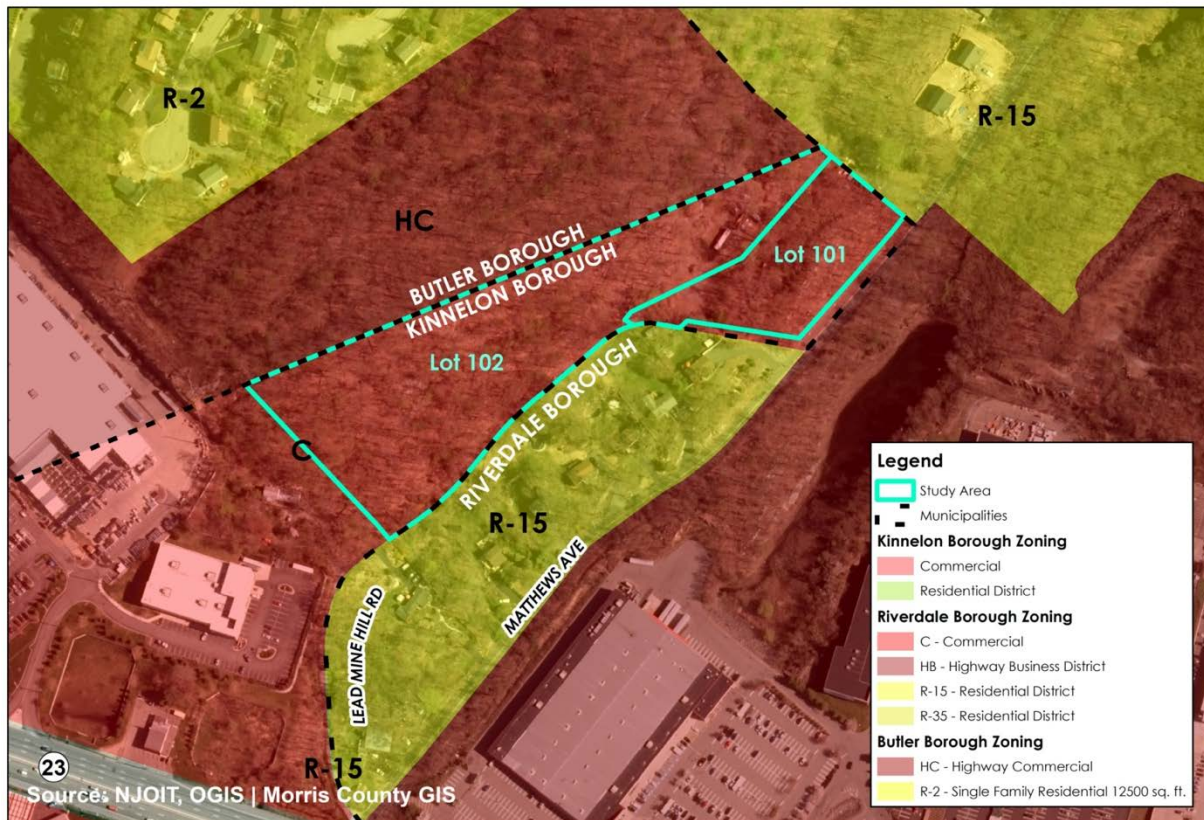 R-2
R-15
HC
BUTLER BOROUGH
KINNELON BOROUGH
Lot 101
Lot 102
RIVERDALE BOROUGH
C
R-15
MATTHEWS AVE
LEAD MINE HILL RD
R-15
23
Source: NJOIT, OGIS | Morris County GIS
Legend
Study Area
Municipalities
Kinnelon Borough Zoning
Commercial
Residential District
Riverdale Borough Zoning
C - Commercial
HB - Highway Business District
R-15 - Residential District
R-35 - Residential District
Butler Borough Zoning
HC - Highway Commercial
R-2 - Single Family Residential 12500 sq. ft.